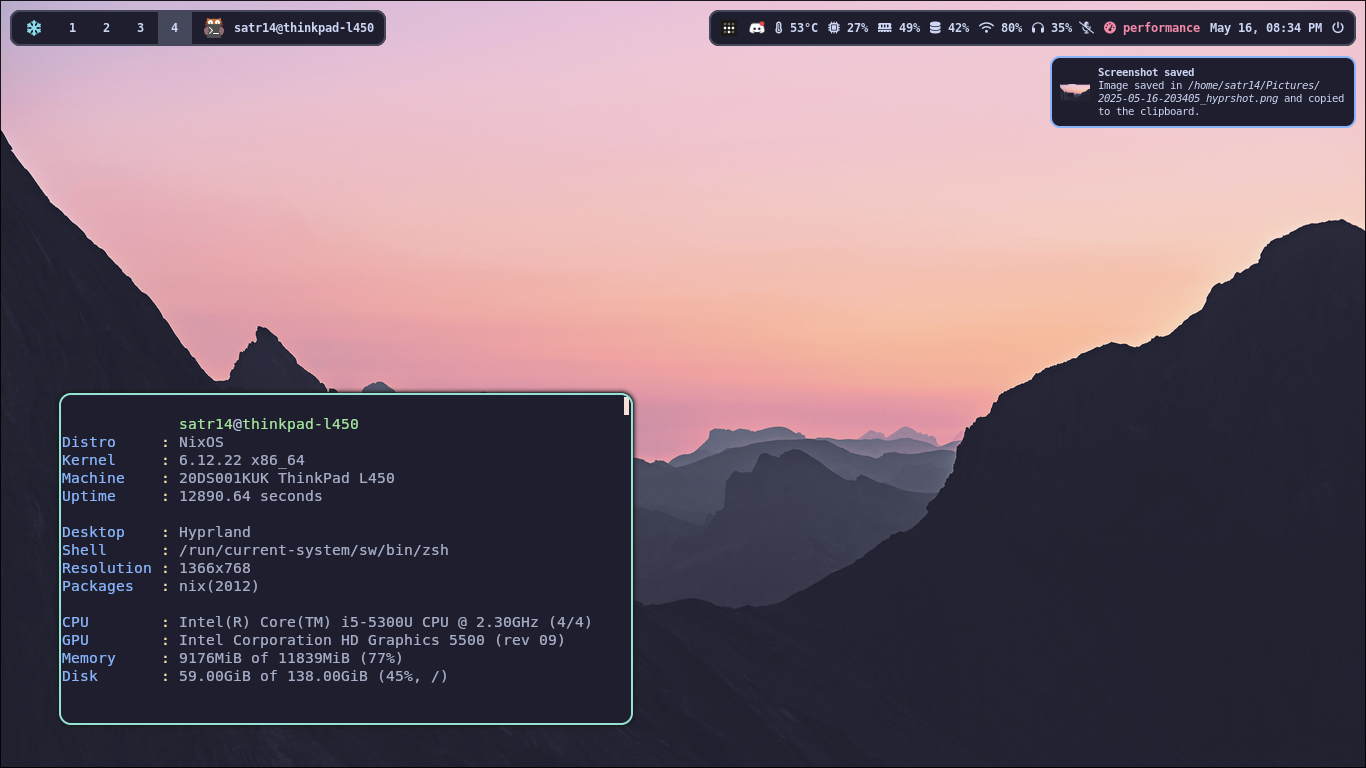 1 2 3 4 satr14@thinkpad-l450
53°C 27% 49% 42% 80% 35% performance May 16, 08:34 PM
Screenshot saved
Image saved in /home/satr14/Pictures/
2025-05-16-203405_hyprshot.png and copied
to the clipboard.
satr14@thinkpad-l450
Distro : NixOS
Kernel : 6.12.22 x86_64
Machine : 20DS001KUK ThinkPad L450
Uptime : 12890.64 seconds
Desktop : Hyprland
Shell : /run/current-system/sw/bin/zsh
Resolution : 1366x768
Packages : nix(2012)
CPU : Intel(R) Core(TM) i5-5300U CPU @ 2.30GHz (4/4)
GPU : Intel Corporation HD Graphics 5500 (rev 09)
Memory : 9176MiB of 11839MiB (77%)
Disk : 59.00GiB of 138.00GiB (45%, /)